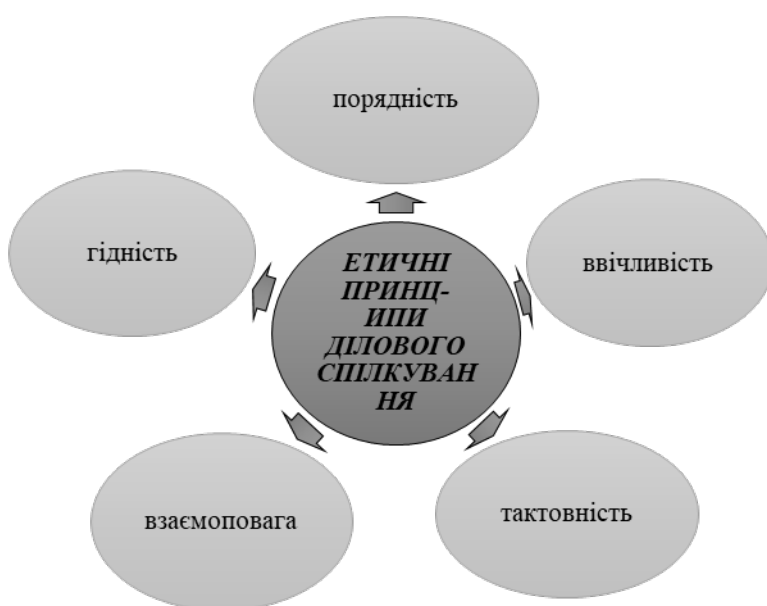 порядність
гідність
ввічливість
ЕТИЧНІ
ПРИНЦ-
ИПИ
ДІЛОВОГО
СПІЛКУВАН
НЯ
взаємоповага
тактовність